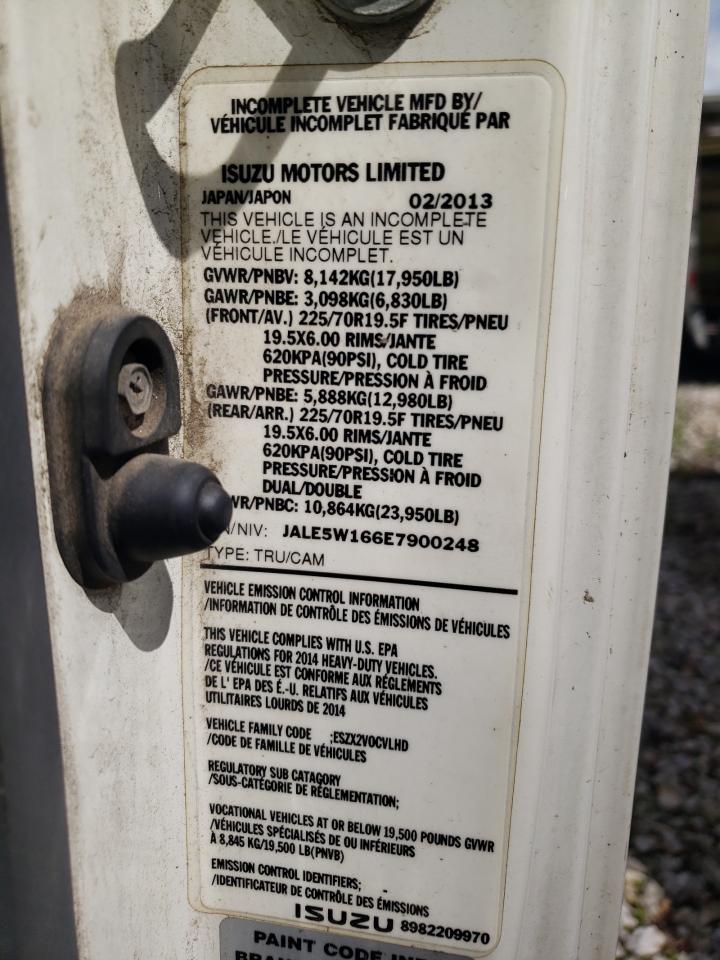 INCOMPLETE VEHICLE MFD BY/
VÉHICULE INCOMPLET FABRIQUÉ PAR
ISUZU MOTORS LIMITED
JAPAN/JAPON 02/2013
THIS VEHICLE IS AN INCOMPLETE
VEHICLE./LE VÉHICULE EST UN
VÉHICULE INCOMPLET.
GVWR/PNBV: 8,142KG(17,950LB)
GAWR/PNBE: 3,098KG(6,830LB)
(FRONT/AV.) 225/70R19.5F TIRES/PNEU
19.5X6.00 RIMS/JANTE
620KPA(90PSI), COLD TIRE
PRESSURE/PRESSION À FROID
GAWR/PNBE: 5,888KG(12,980LB)
(REAR/ARR.) 225/70R19.5F TIRES/PNEU
19.5X6.00 RIMS/JANTE
620KPA(90PSI), COLD TIRE
PRESSURE/PRESSION À FROID
DUAL/DOUBLE
WR/PNBC: 10,864KG(23,950LB)
N/NIV: JALE5W166E7900248
TYPE: TRU/CAM
VEHICLE EMISSION CONTROL INFORMATION
/INFORMATION DE CONTRÔLE DES ÉMISSIONS DE VÉHICULES
THIS VEHICLE COMPLIES WITH U.S. EPA
REGULATIONS FOR 2014 HEAVY-DUTY VEHICLES.
/CE VÉHICULE EST CONFORME AUX RÉGLEMENTS
DE L' EPA DES É.-U. RELATIFS AUX VÉHICULES
UTILITAIRES LOURDS DE 2014
VEHICLE FAMILY CODE ;ESZX2VOCVLHD
/CODE DE FAMILLE DE VÉHICULES
REGULATORY SUB CATAGORY
/SOUS-CATÉGORIE DE RÉGLEMENTATION;
VOCATIONAL VEHICLES AT OR BELOW 19,500 POUNDS GVWR
/VÉHICULES SPÉCIALISÉS DE OU INFÉRIEURS
À 8,845 KG/19,500 LB(PNVB)
EMISSION CONTROL IDENTIFIERS; -
/IDENTIFICATEUR DE CONTRÔLE DES ÉMISSIONS
ISUZU 8982209970
PAINT CODE